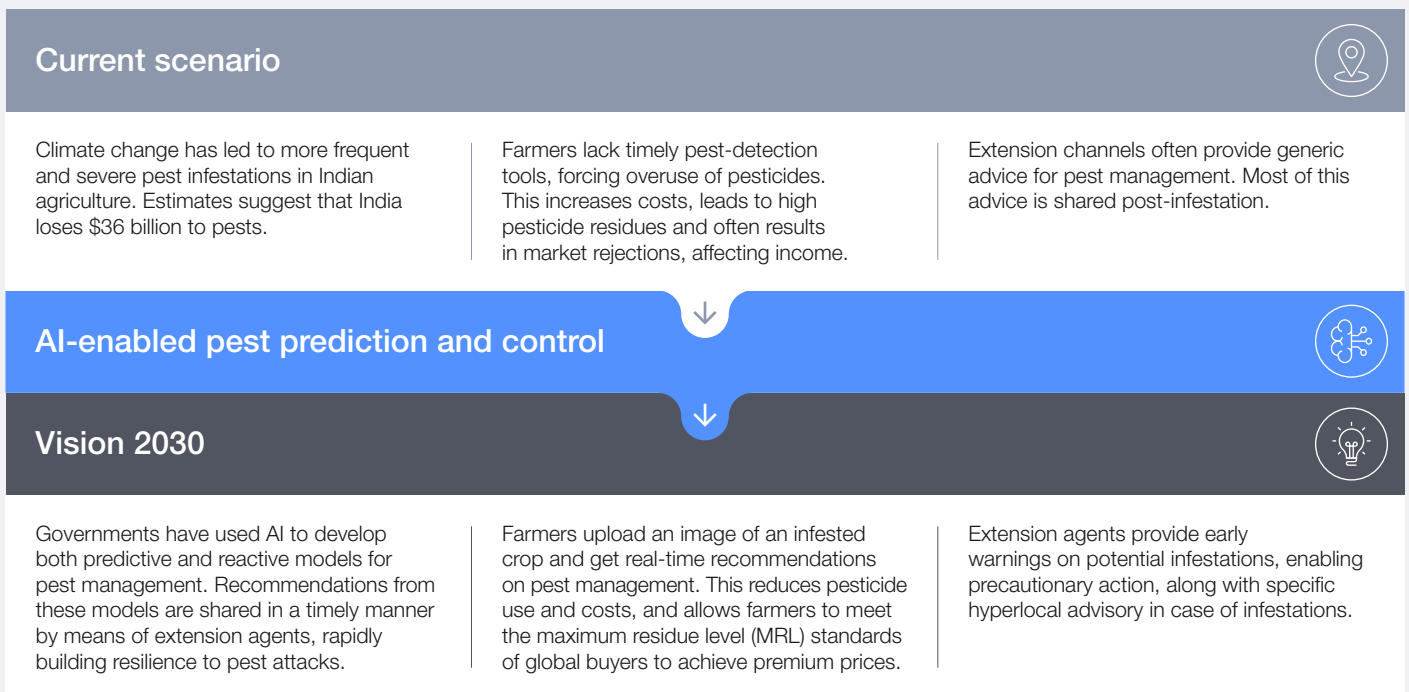 Current scenario
Climate change has led to more frequent
and severe pest infestations in Indian
agriculture. Estimates suggest that India
loses $36 billion to pests.
Farmers lack timely pest-detection
tools, forcing overuse of pesticides.
This increases costs, leads to high
pesticide residues and often results
in market rejections, affecting income.
Extension channels often provide generic
advice for pest management. Most of this
advice is shared post-infestation.
AI-enabled pest prediction and control
Vision 2030
Governments have used AI to develop
both predictive and reactive models for
pest management. Recommendations from
these models are shared in a timely manner
by means of extension agents, rapidly
building resilience to pest attacks.
Farmers upload an image of an infested
crop and get real-time recommendations
on pest management. This reduces pesticide
use and costs, and allows farmers to meet
the maximum residue level (MRL) standards
of global buyers to achieve premium prices.
Extension agents provide early
warnings on potential infestations, enabling
precautionary action, along with specific
hyperlocal advisory in case of infestations.